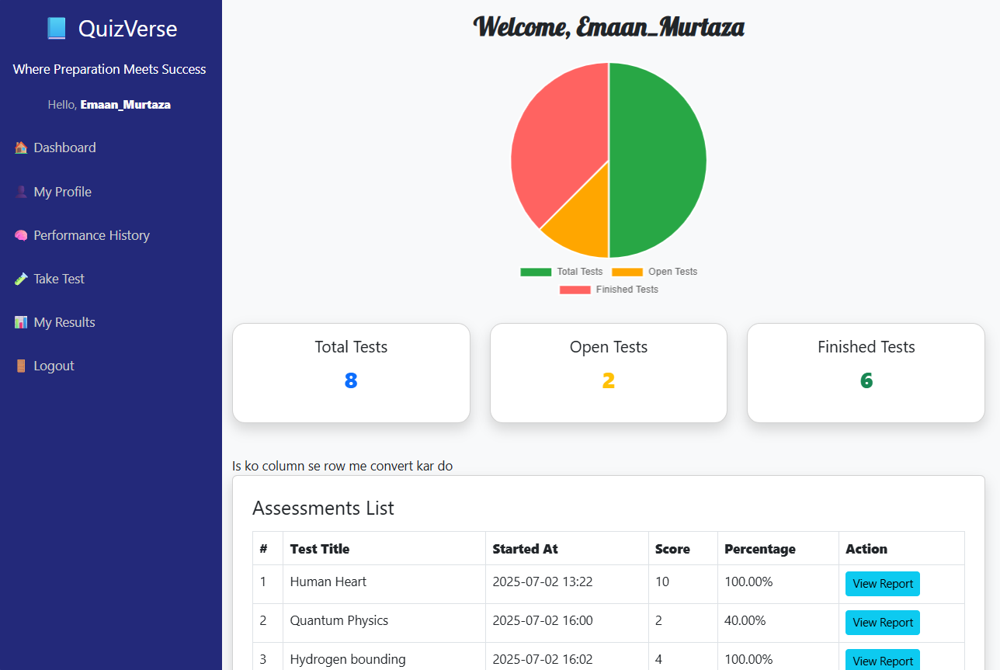 QuizVerse
Where Preparation Meets Success
Hello, Emaan_Murtaza
Dashboard
My Profile
Performance History
Take Test
My Results
Logout
Welcome, Emaan_Murtaza
Total Tests Open Tests
Finished Tests
Total Tests
8
Open Tests
2
Finished Tests
6
Is ko column se row me convert kar do
Assessments List
# Test Title Started At Score Percentage Action
1 Human Heart 2025-07-02 13:22 10 100.00% View Report
2 Quantum Physics 2025-07-02 16:00 2 40.00% View Report
3 Hydrogen bounding 2025-07-02 16:02 4 100.00% View Report